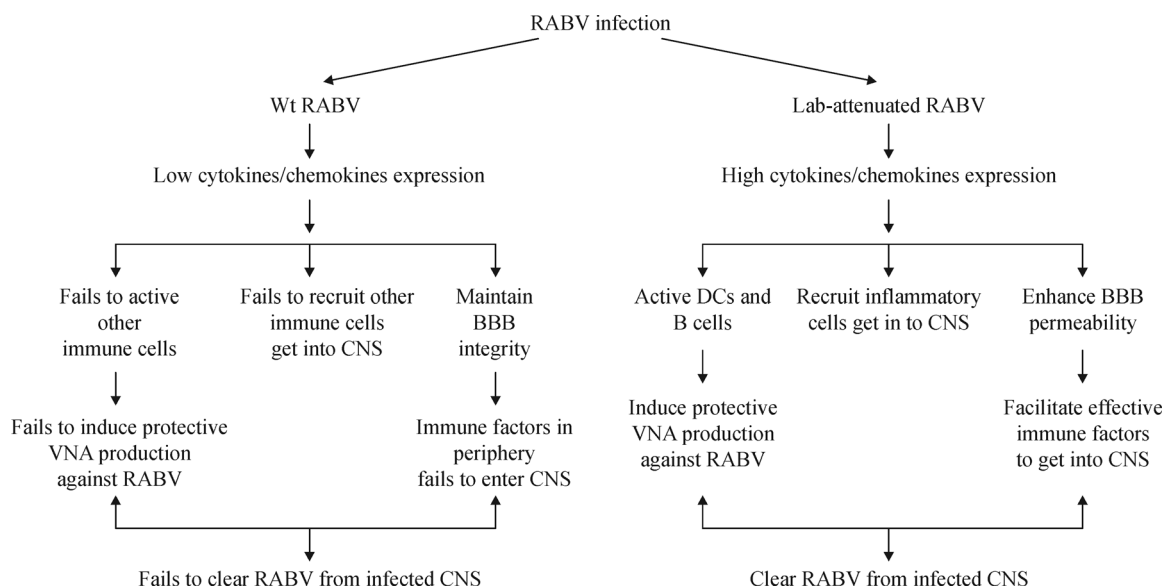 RABV infection
Wt RABV
Lab-attenuated RABV
Low cytokines/chemokines expression
High cytokines/chemokines expression
Fails to active
other
immune cells
Fails to recruit other
immune cells
get into CNS
Maintain
BBB
integrity
Active DCs and
B cells
Recruit inflammatory
cells get in to CNS
Enhance BBB
permeability
Fails to induce protective
VNA production
against RABV
Immune factors in
periphery
fails to enter CNS
Induce protective
VNA production
against RABV
Facilitate effective
immune factors
to get into CNS
Fails to clear RABV from infected CNS
Clear RABV from infected CNS